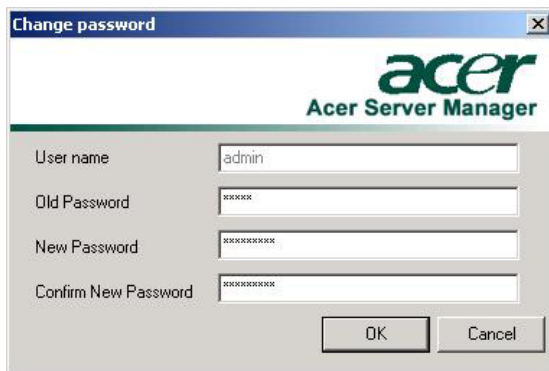 Change password
acer
Acer Server Manager
User name admin
Old Password *****
New Password *********
Confirm New Password *********
OK Cancel